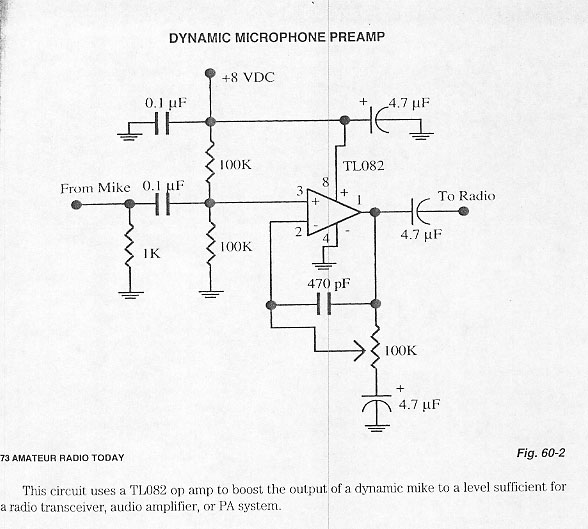 DYNAMIC MICROPHONE PREAMP
+8 VDC
0.1 µF
+ 4.7 µF
100K
TL082
From Mike 0.1 µF
3 + 8 + 1
To Radio
4.7 µF
2 - 4 -
1K
100K
470 pF
100K
+
4.7 µF
73 AMATEUR RADIO TODAY
Fig. 60-2
This circuit uses a TL082 op amp to boost the output of a dynamic mike to a level sufficient for
a radio transceiver, audio amplifier, or PA system.